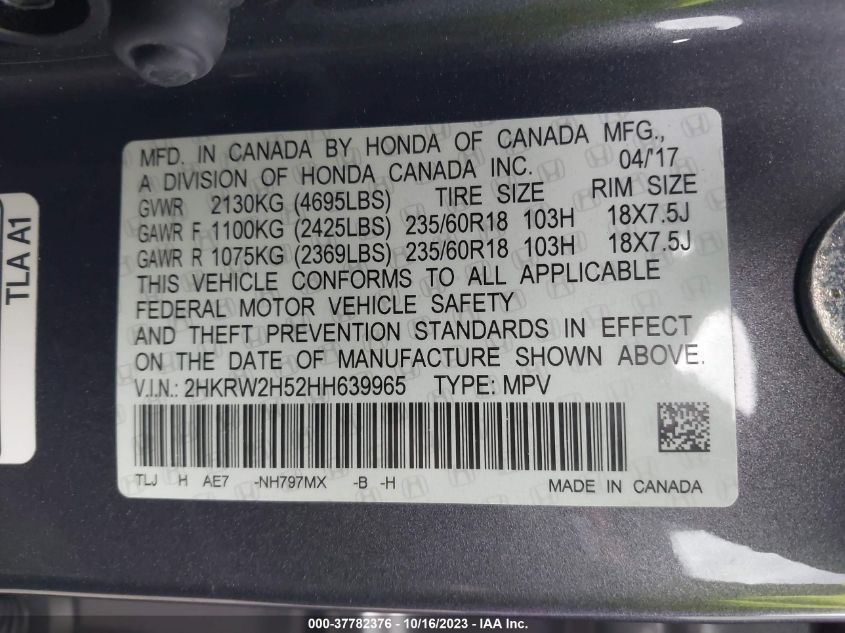 MFD. IN CANADA BY HONDA OF CANADA MFG.,
A DIVISION OF HONDA CANADA INC. 04/'17
GVWR 2130KG (4695LBS) TIRE SIZE RIM SIZE
GAWR F 1100KG (2425LBS) 235/60R18 103H 18X7.5J
GAWR R 1075KG (2369LBS) 235/60R18 103H 18X7.5J
THIS VEHICLE CONFORMS TO ALL APPLICABLE
FEDERAL MOTOR VEHICLE SAFETY
AND THEFT PREVENTION STANDARDS IN EFFECT
ON THE DATE OF MANUFACTURE SHOWN ABOVE.
V.I.N.: 2HKRW2H52HH639965 TYPE: MPV
TLJ H AE7 -NH797MX -B -H MADE IN CANADA
TLA A1
000-37782376 - 10/16/2023 - IAA Inc.